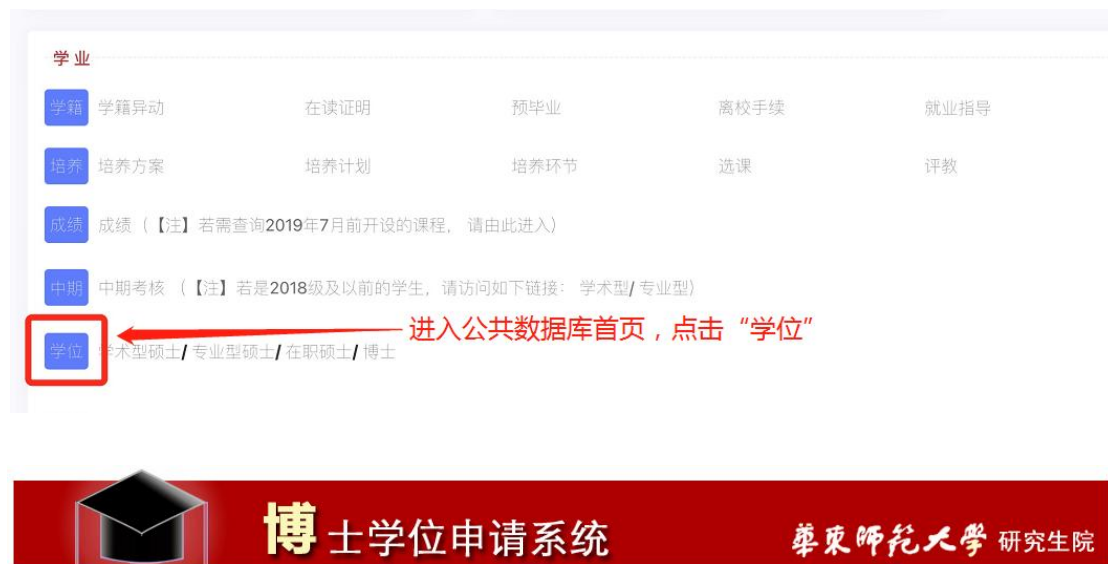 学业
学籍 学籍异动 在读证明 预毕业 离校手续 就业指导
培养 培养方案 培养计划 培养环节 选课 评教
成绩 成绩（【注】若需查询2019年7月前开设的课程， 请由此进入）
中期 中期考核 （【注】若是2018级及以前的学生，请访问如下链接： 学术型/ 专业型）
进入公共数据库首页，点击“学位”
学位 学术型硕士/ 专业型硕士/ 在职硕士/ 博士
博士学位申请系统 華東師範大學 研究生院